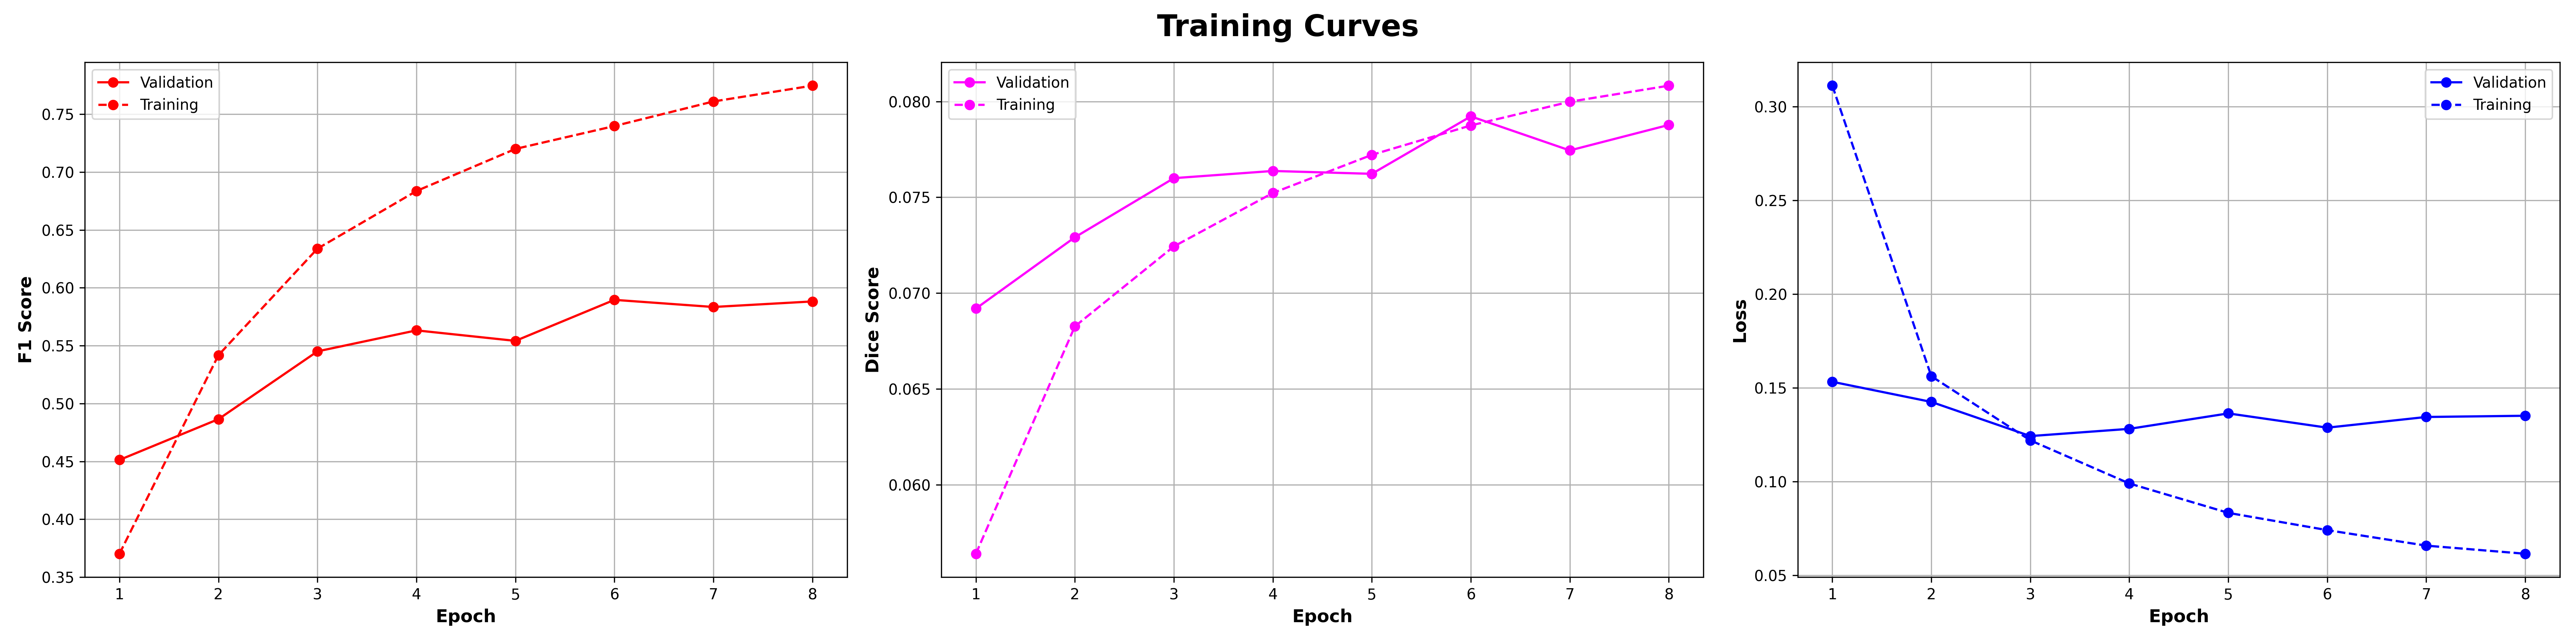 Training Curves
Validation
Training
0.75
0.70
0.65
0.60
0.55
0.50
0.45
0.40
0.35
F1 Score
1 2 3 4 5 6 7 8
Epoch
Validation
Training
0.080
0.075
0.070
0.065
0.060
Dice Score
1 2 3 4 5 6 7 8
Epoch
Validation
Training
0.30
0.25
0.20
0.15
0.10
0.05
Loss
1 2 3 4 5 6 7 8
Epoch